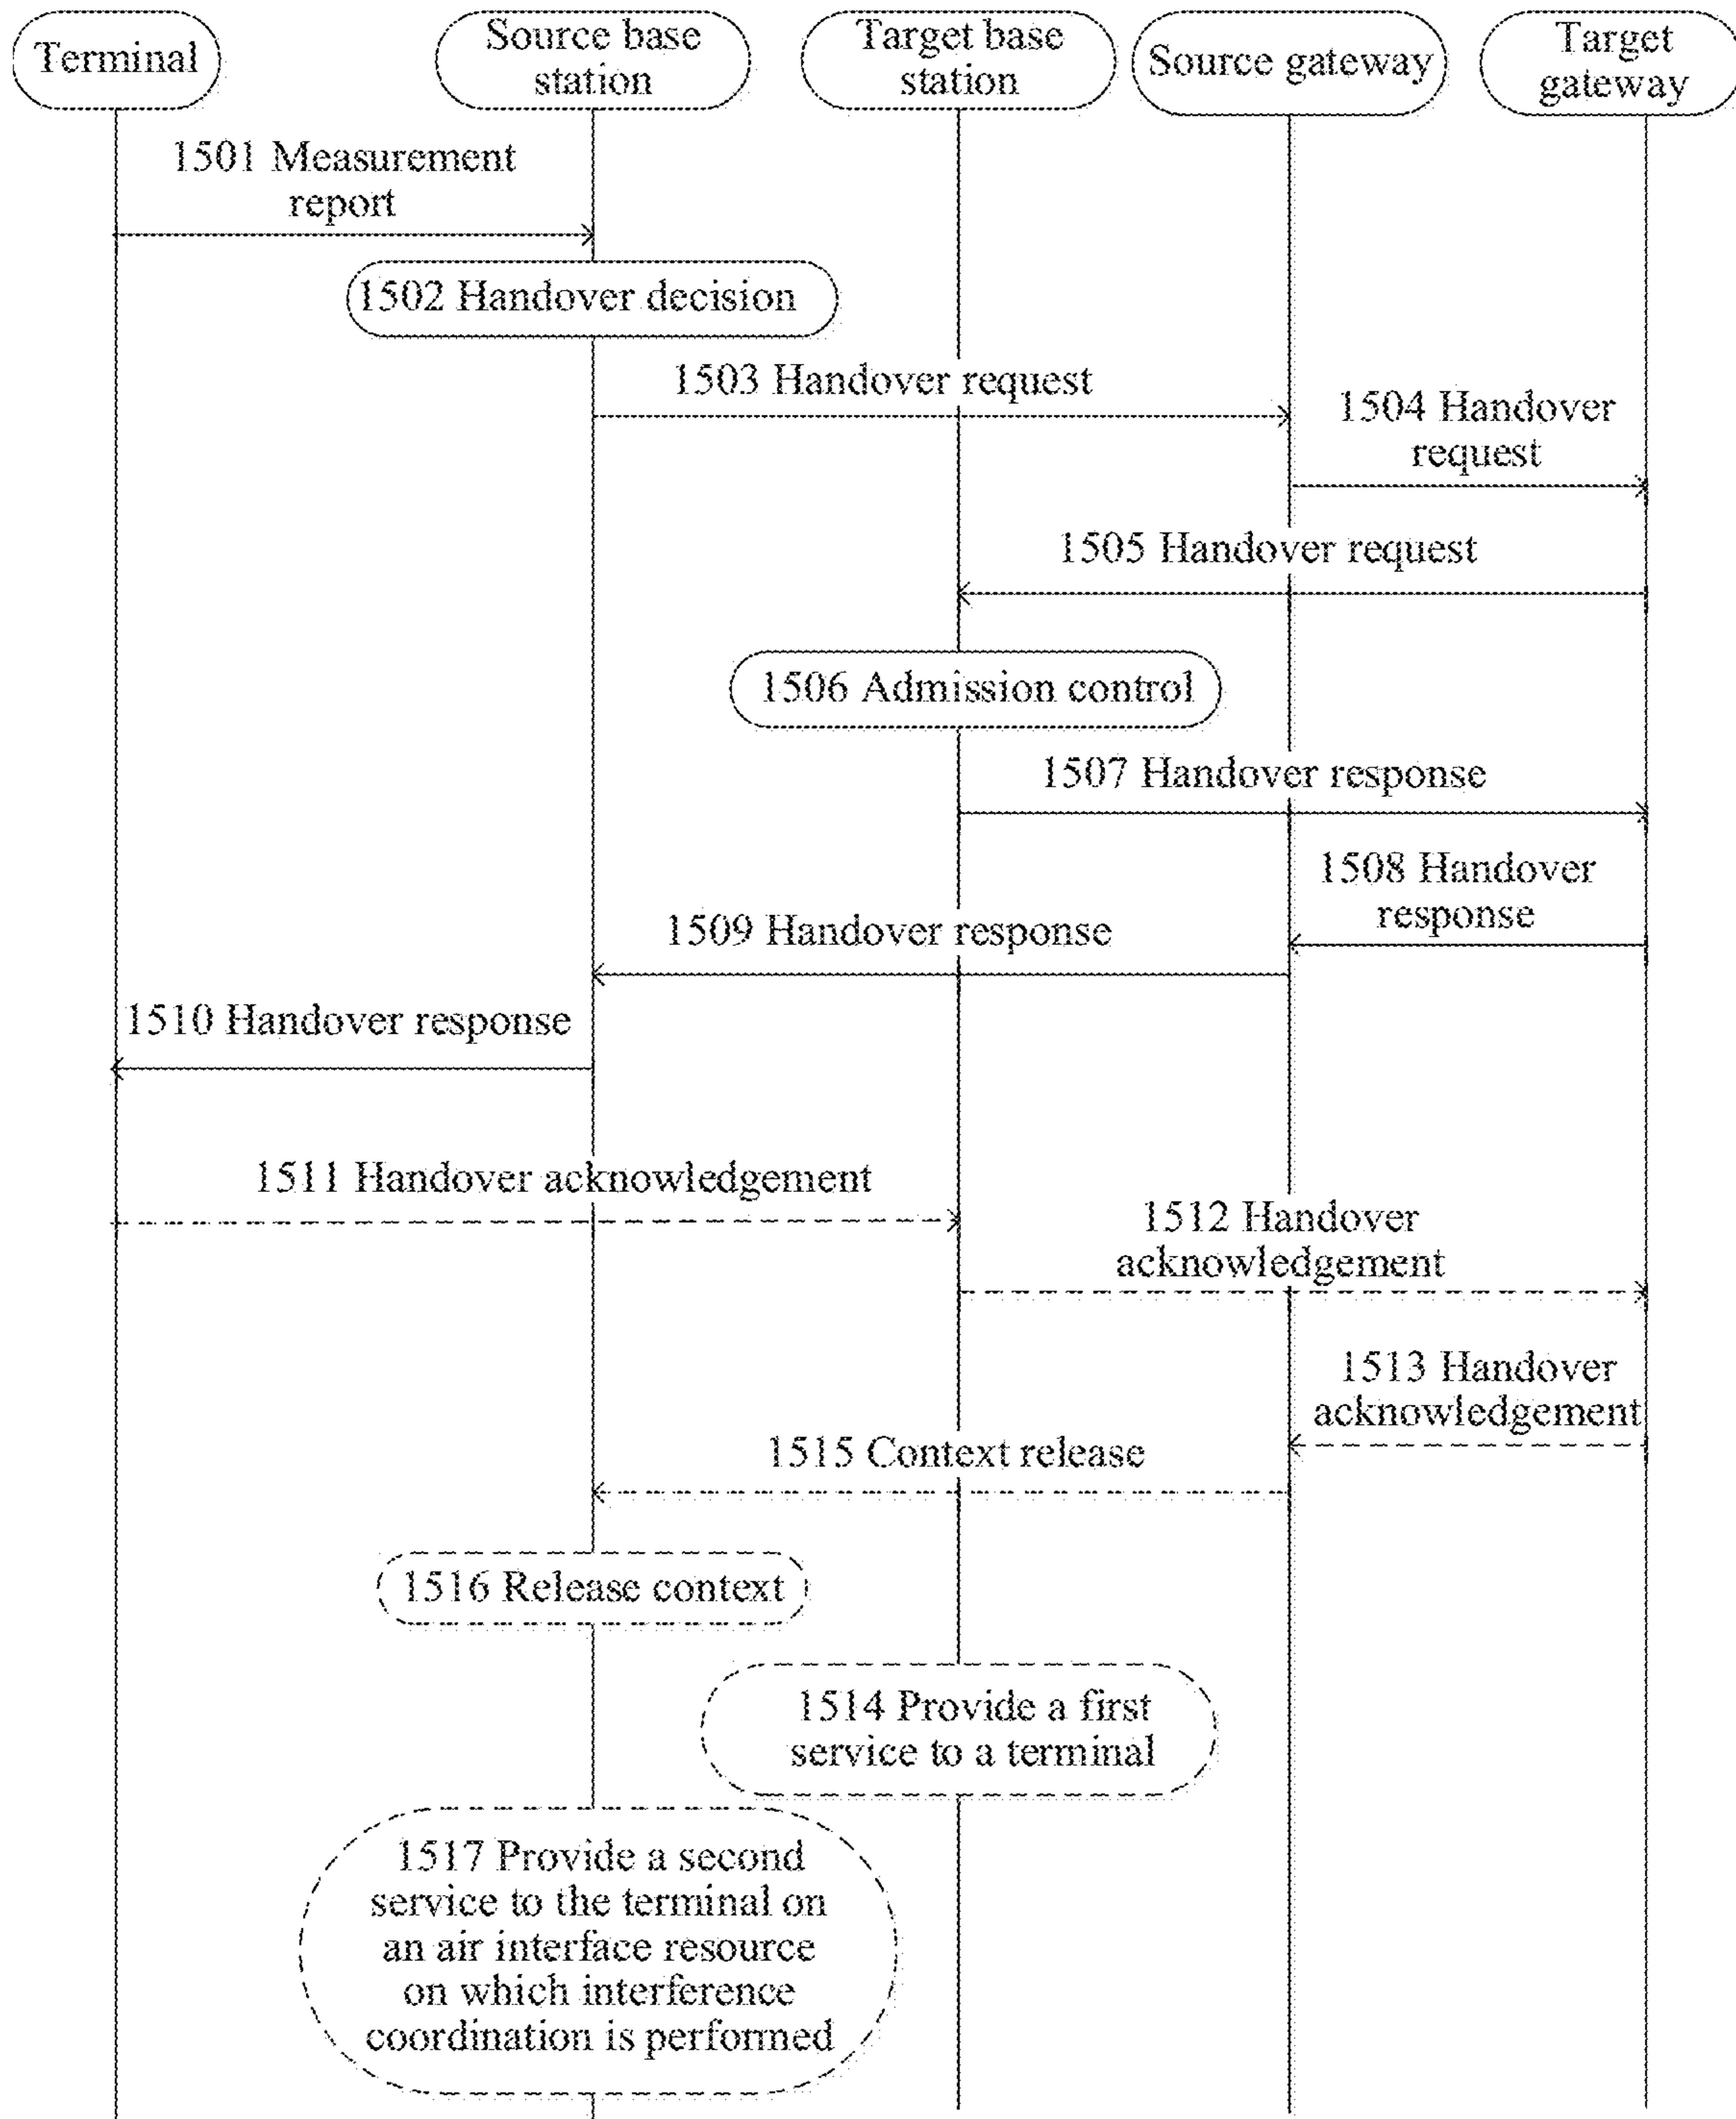 Terminal
Source base
station
Target base
station
Source gateway
Target
gateway
1501 Measurement
report
1502 Handover decision
1503 Handover request
1504 Handover
request
1505 Handover request
1506 Admission control
1507 Handover response
1508 Handover
response
1509 Handover response
1510 Handover response
1511 Handover acknowledgement
1512 Handover
acknowledgement
1513 Handover
acknowledgement
1515 Context release
1516 Release context
1514 Provide a first
service to a terminal
1517 Provide a second
service to the terminal on
an air interface resource
on which interference
coordination is performed